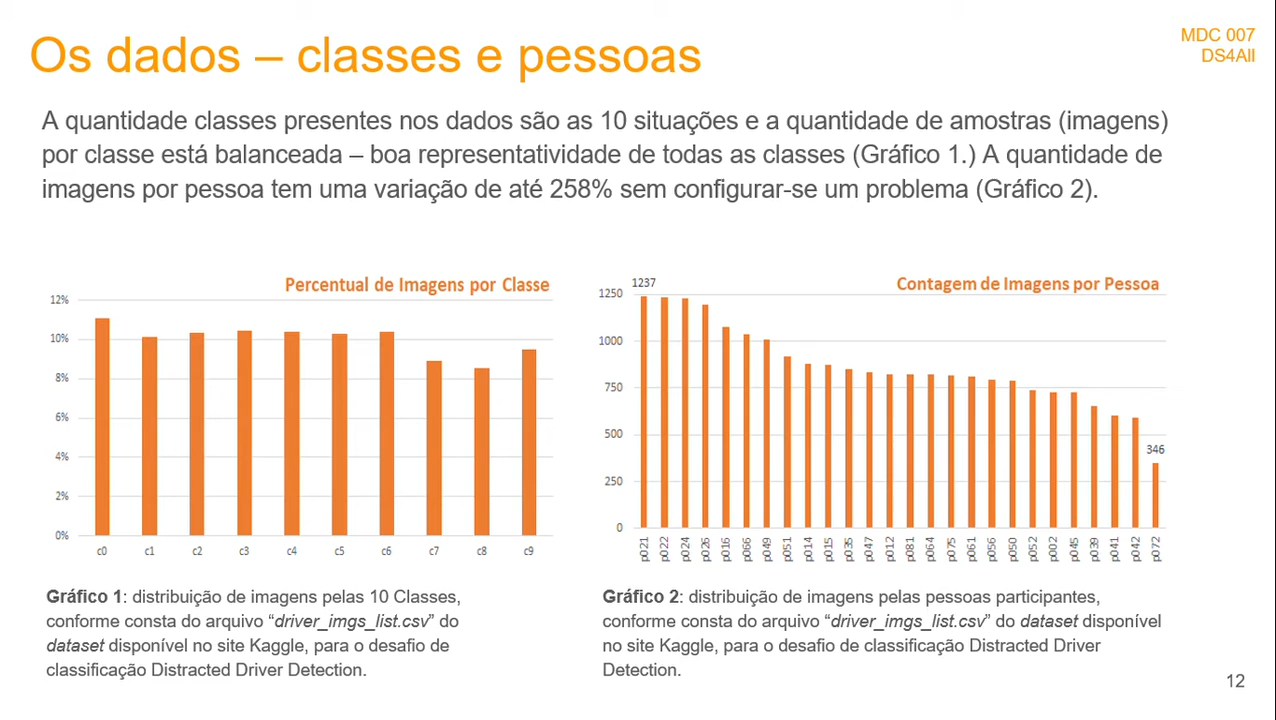 Os dados – classes e pessoas
MDC 007
DS4All
A quantidade classes presentes nos dados são as 10 situações e a quantidade de amostras (imagens)
por classe está balanceada – boa representatividade de todas as classes (Gráfico 1.) A quantidade de
imagens por pessoa tem uma variação de até 258% sem configurar-se um problema (Gráfico 2).
Percentual de Imagens por Classe
12%
10%
8%
6%
4%
2%
0%
c0 c1 c2 c3 c4 c5 c6 c7 c8 c9
Gráfico 1: distribuição de imagens pelas 10 Classes,
conforme consta do arquivo “driver_imgs_list.csv” do
dataset disponível no site Kaggle, para o desafio de
classificação Distracted Driver Detection.
Contagem de Imagens por Pessoa
1237
1250
1000
750
500
346
250
0
p021 p022 p024 p026 p016 p066 p049 p051 p014 p015 p035 p047 p012 p081 p064 p075 p061 p056 p050 p052 p002 p045 p039 p041 p042 p072
Gráfico 2: distribuição de imagens pelas pessoas participantes,
conforme consta do arquivo “driver_imgs_list.csv” do dataset disponível
no site Kaggle, para o desafio de classificação Distracted Driver
Detection.
12